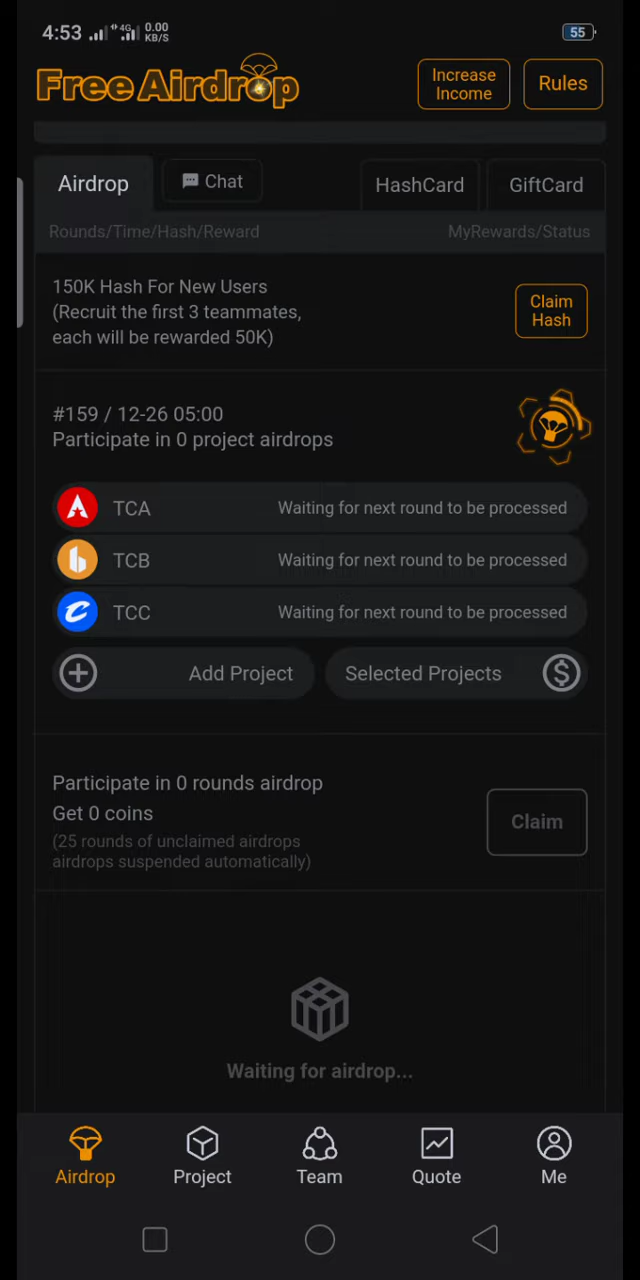 4:53 4G 0.00 KB/S 55
Free Airdrop
Increase Income
Rules
Airdrop
Chat
HashCard
GiftCard
Rounds/Time/Hash/Reward
MyRewards/Status
150K Hash For New Users
(Recruit the first 3 teammates,
each will be rewarded 50K)
Claim
Hash
#159 / 12-26 05:00
Participate in 0 project airdrops
TCA Waiting for next round to be processed
TCB Waiting for next round to be processed
TCC Waiting for next round to be processed
Add Project
Selected Projects
Participate in 0 rounds airdrop
Get 0 coins
(25 rounds of unclaimed airdrops
airdrops suspended automatically)
Claim
Waiting for airdrop...
Airdrop Project Team Quote Me